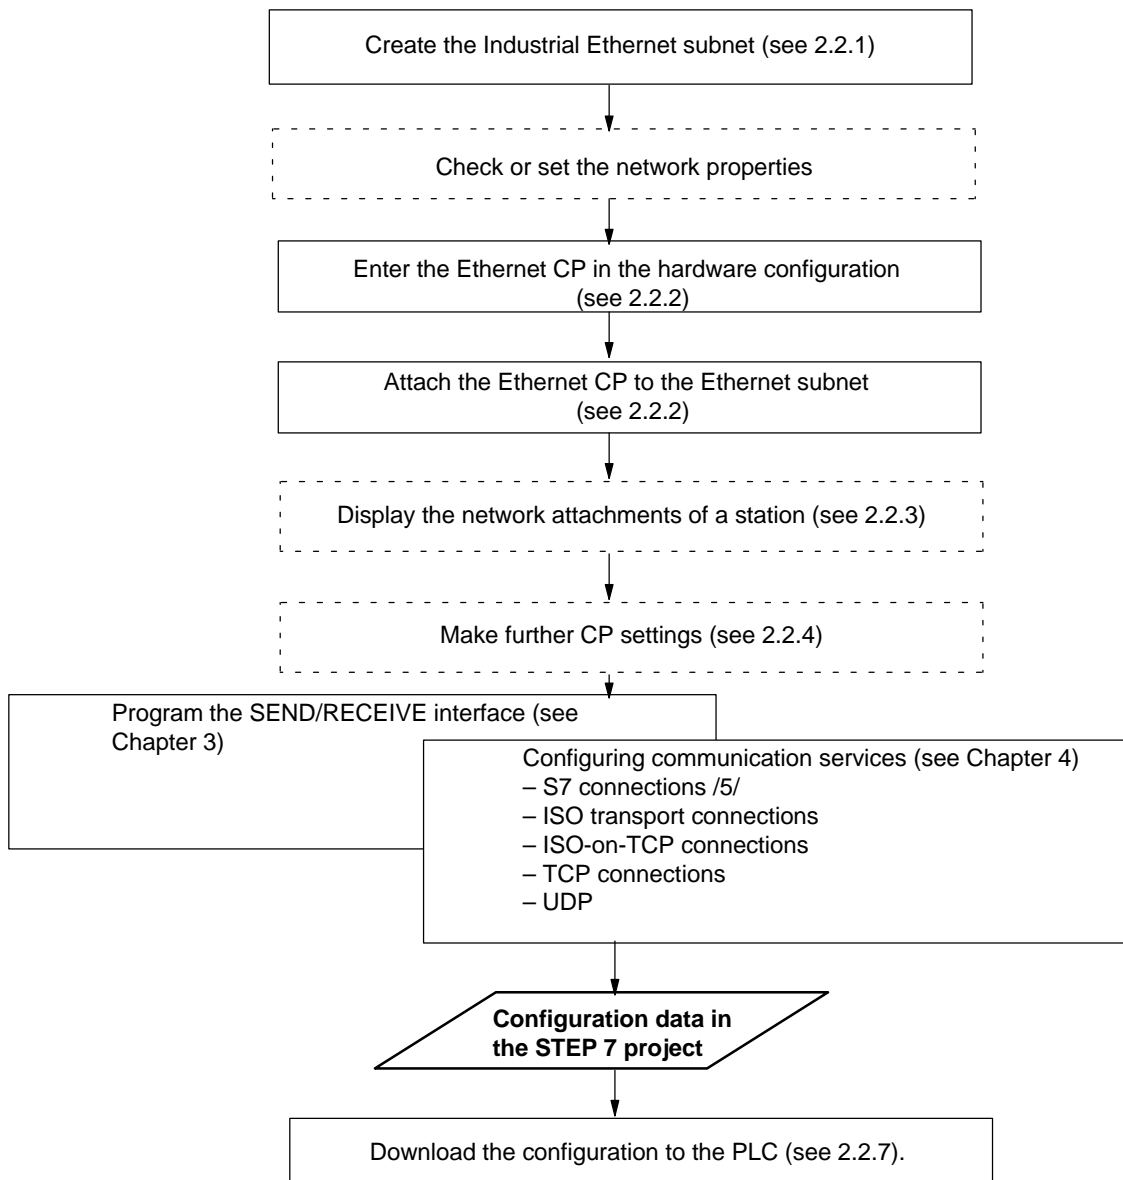 Create the Industrial Ethernet subnet (see 2.2.1)
Check or set the network properties
Enter the Ethernet CP in the hardware configuration
(see 2.2.2)
Attach the Ethernet CP to the Ethernet subnet
(see 2.2.2)
Display the network attachments of a station (see 2.2.3)
Make further CP settings (see 2.2.4)
Program the SEND/RECEIVE interface (see
Chapter 3)
Configuring communication services (see Chapter 4)
– S7 connections /5/
– ISO transport connections
– ISO-on-TCP connections
– TCP connections
– UDP
Configuration data in
the STEP 7 project
Download the configuration to the PLC (see 2.2.7).